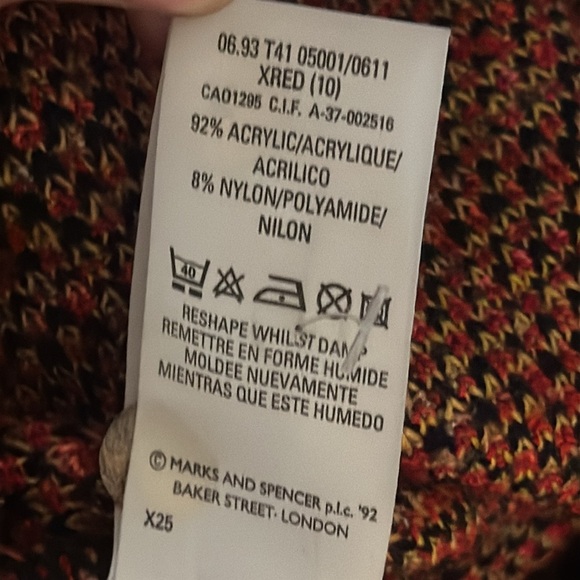 06.93 T41 05001/0611
XRED (10)
CA01295 C.I.F. A-37-002516
92% ACRYLIC/ACRYLIQUE/
ACRILICO
8% NYLON/POLYAMIDE/
NILON
40
RESHAPE WHILST DAMP
REMETTRE EN FORME HUMIDE
MOLDEE NUEVAMENTE
MIENTRAS QUE ESTE HUMEDO
© MARKS AND SPENCER p.l.c. '92
BAKER STREET· LONDON
X25